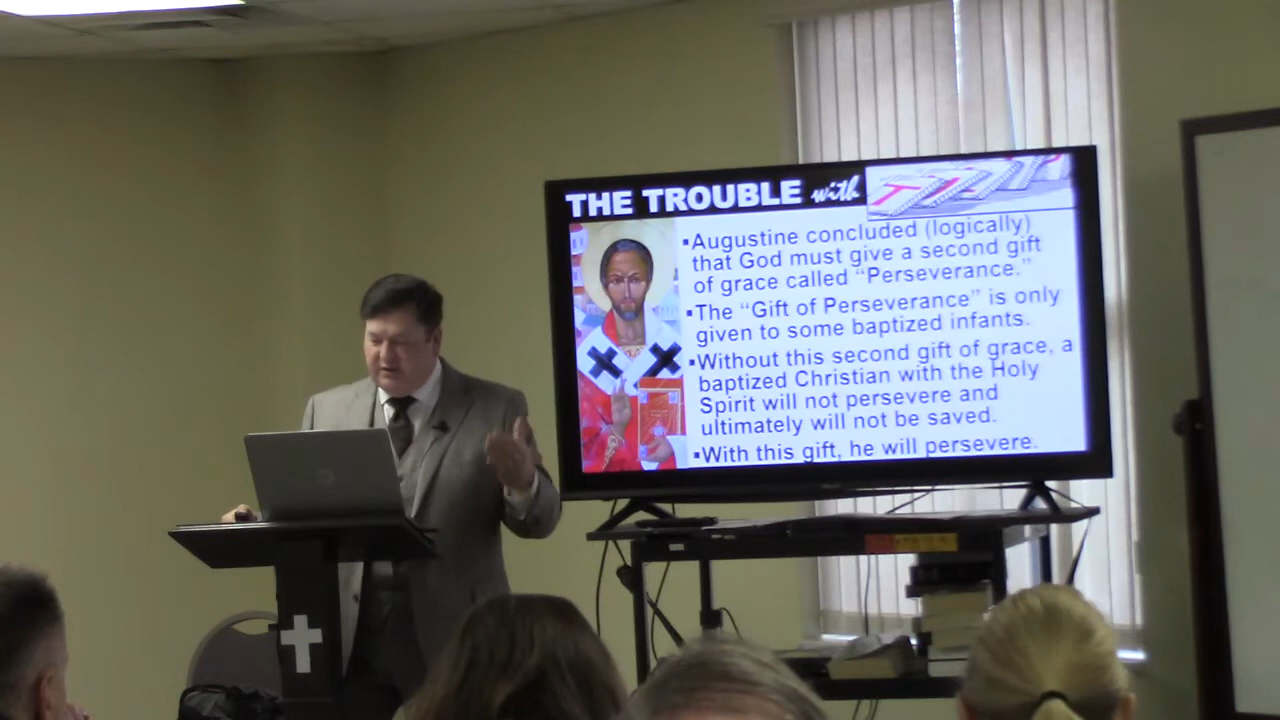 THE TROUBLE with TULIP
▪Augustine concluded (logically)
that God must give a second gift
of grace called “Perseverance.”
▪The “Gift of Perseverance” is only
given to some baptized infants.
▪Without this second gift of grace, a
baptized Christian with the Holy
Spirit will not persevere and
ultimately will not be saved.
▪With this gift, he will persevere.